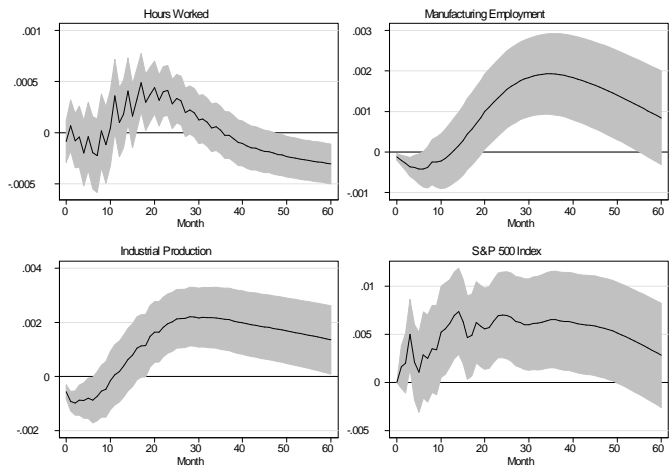 Hours Worked
.001
.0005
0
-.0005
0 10 20 30 40 50 60
Month
Manufacturing Employment
.003
.002
.001
0
-.001
0 10 20 30 40 50 60
Month
Industrial Production
.004
.002
0
-.002
0 10 20 30 40 50 60
Month
S&P 500 Index
.01
.005
0
-.005
0 10 20 30 40 50 60
Month